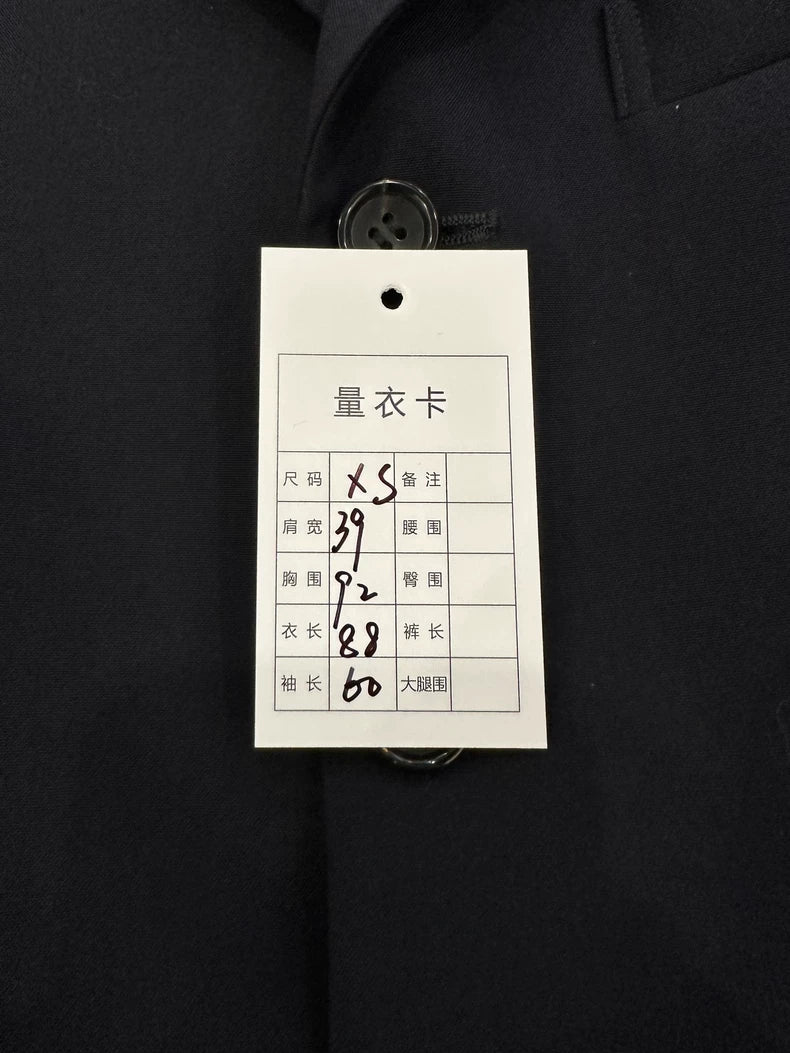 量衣卡
尺码 XS 备注
肩宽 39 腰围
胸围 92 臀围
衣长 88 裤长
袖长 60 大腿围